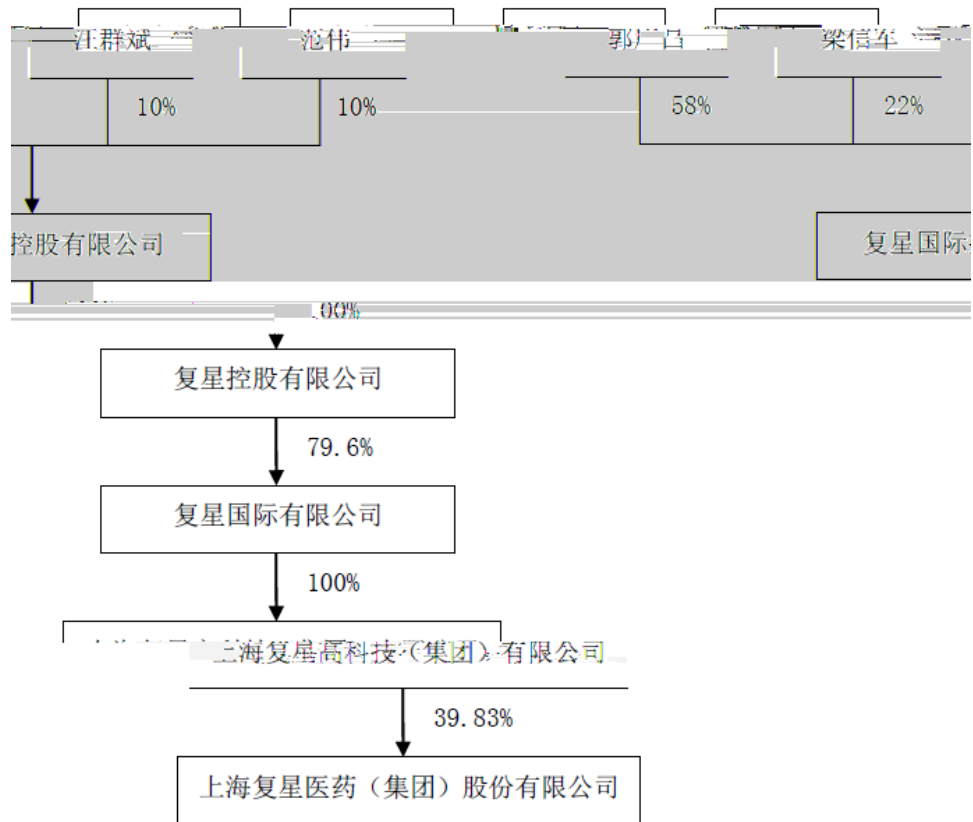 汪群斌
范伟
梁信军
10%
10%
58%
22%
控股有限公司
复星国际
复星控股有限公司
79.6%
复星国际有限公司
100%
上海复星高科技（集团）有限公司
39.83%
上海复星医药（集团）股份有限公司